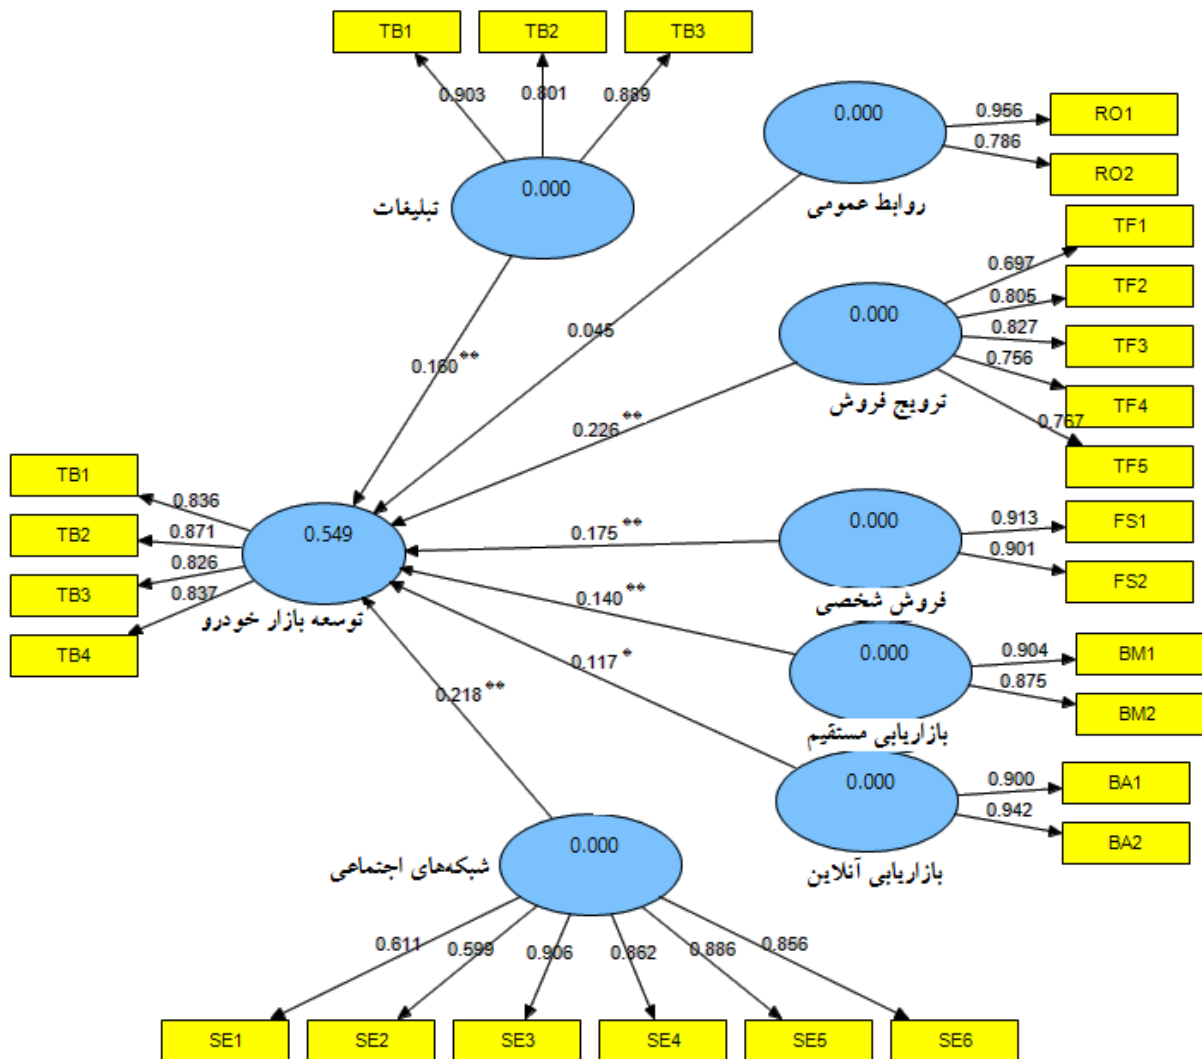 TB1
TB2
TB3
0.903
0.801
0.889
0.000
تبلیغات
0.000
روابط عمومی
0.956
0.786
RO1
RO2
0.000
ترویج فروش
0.697
0.805
0.827
0.756
0.767
TF1
TF2
TF3
TF4
TF5
0.160**
0.045
0.226**
0.175**
0.140**
0.117*
0.218**
TB1
TB2
TB3
TB4
0.836
0.871
0.826
0.837
0.549
توسعه بازار خودرو
0.000
فروش شخصی
0.913
0.901
FS1
FS2
0.000
بازاریابی مستقیم
0.904
0.875
BM1
BM2
0.000
بازاریابی آنلاین
0.900
0.942
BA1
BA2
0.000
شبکه‌های اجتماعی
0.611
0.599
0.906
0.862
0.886
0.856
SE1
SE2
SE3
SE4
SE5
SE6